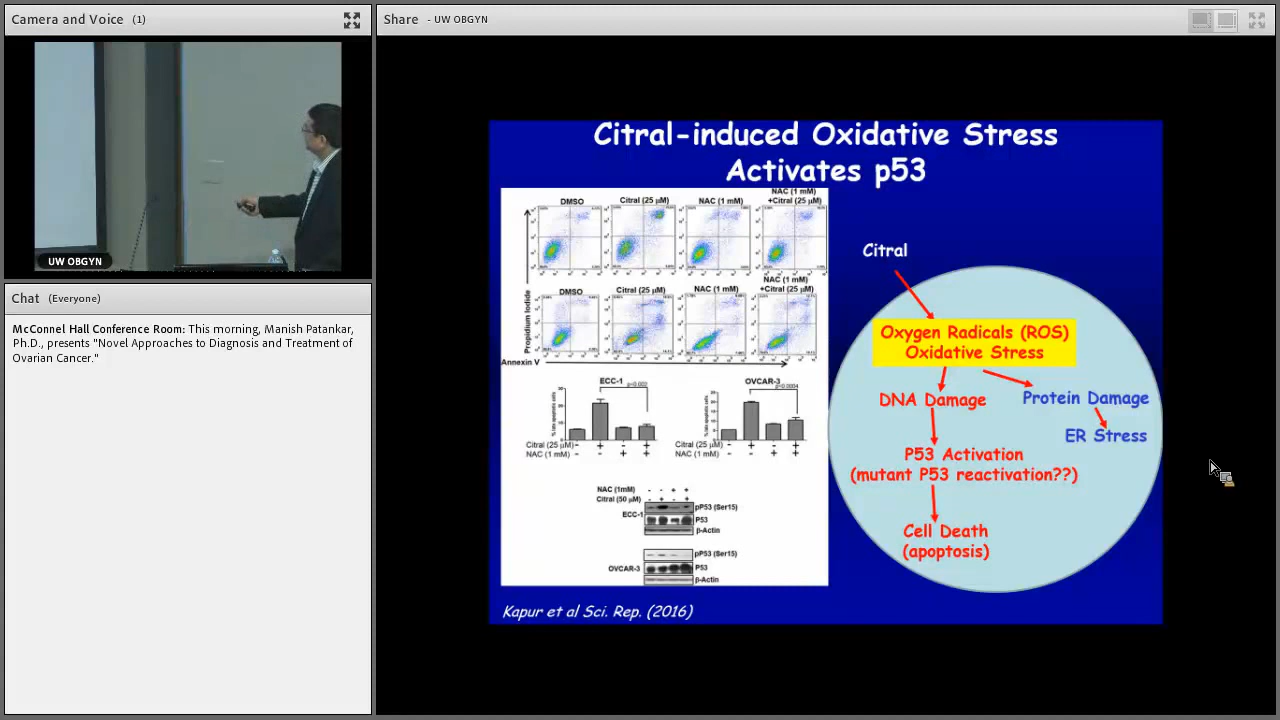 Camera and Voice (1)
UW OBGYN
Chat (Everyone)
McConnel Hall Conference Room: This morning, Manish Patankar,
Ph.D., presents "Novel Approaches to Diagnosis and Treatment of
Ovarian Cancer."
Share - UW OBGYN
Citral-induced Oxidative Stress
Activates p53
DMSO
Citral (25 µM)
NAC (1 mM)
NAC (1 mM)
+Citral (25 µM)
DMSO
Citral (25 µM)
NAC (1 mM)
NAC (1 mM)
+Citral (25 µM)
Propidium Iodide
Annexin V
ECC-1
OVCAR-3
Citral (25 µM) - + - +
NAC (1 mM) - - + +
Citral (25 µM) - + - +
NAC (1 mM) - - + +
NAC (1mM) - - + +
Citral (50 µM) - + - +
ECC-1
pP53 (Ser15)
P53
β-Actin
OVCAR-3
pP53 (Ser15)
P53
β-Actin
Kapur et al Sci. Rep. (2016)
Citral
Oxygen Radicals (ROS)
Oxidative Stress
DNA Damage
Protein Damage
ER Stress
P53 Activation
(mutant P53 reactivation??)
Cell Death
(apoptosis)